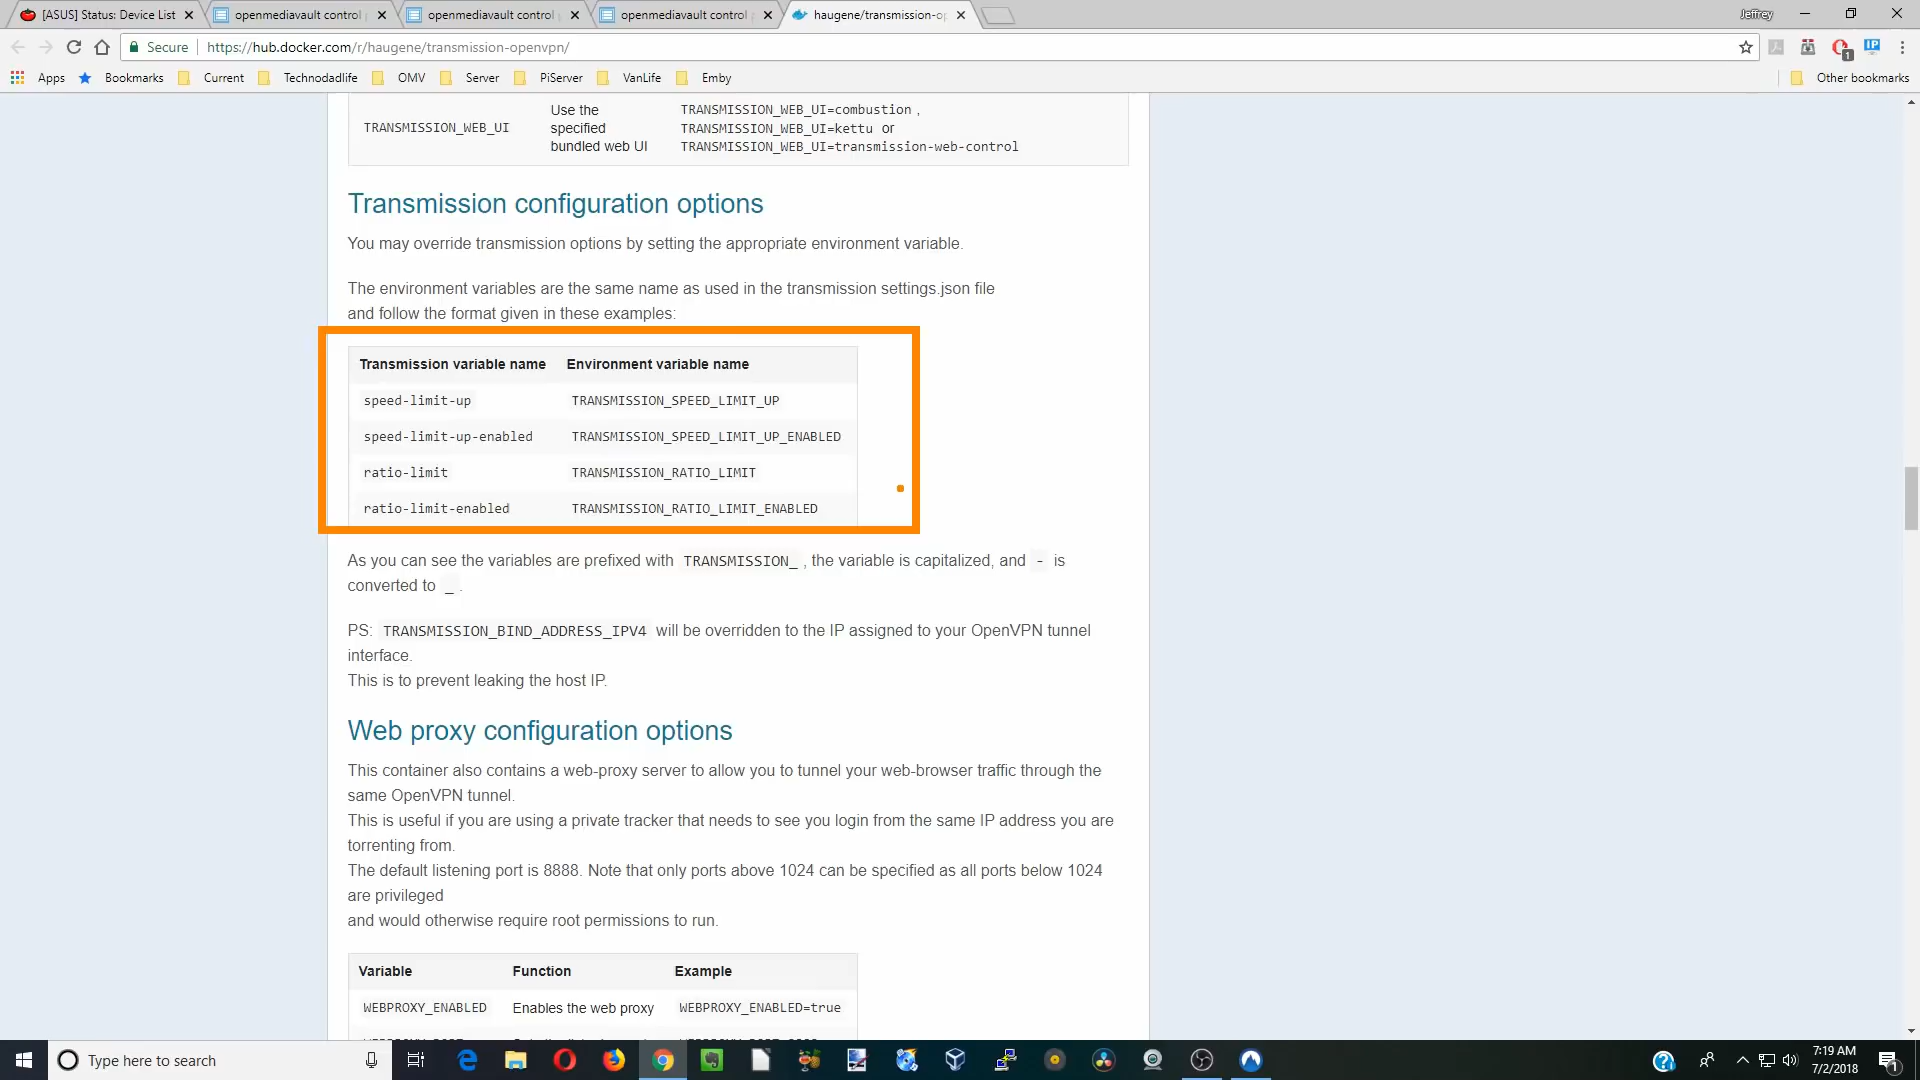 [ASUS] Status: Device List
openmediavault control
openmediavault control
openmediavault control
haugene/transmission-op
Jeffrey
Secure
https://hub.docker.com/r/haugene/transmission-openvpn/
IP
1
Apps
Bookmarks
Current
Technodadlife
OMV
Server
PiServer
VanLife
Emby
Other bookmarks
TRANSMISSION_WEB_UI
Use the
specified
bundled web UI
TRANSMISSION_WEB_UI=combustion ,
TRANSMISSION_WEB_UI=kettu or
TRANSMISSION_WEB_UI=transmission-web-control
Transmission configuration options
You may override transmission options by setting the appropriate environment variable.
The environment variables are the same name as used in the transmission settings.json file
and follow the format given in these examples:
Transmission variable name Environment variable name
speed-limit-up TRANSMISSION_SPEED_LIMIT_UP
speed-limit-up-enabled TRANSMISSION_SPEED_LIMIT_UP_ENABLED
ratio-limit TRANSMISSION_RATIO_LIMIT
ratio-limit-enabled TRANSMISSION_RATIO_LIMIT_ENABLED
As you can see the variables are prefixed with TRANSMISSION_ , the variable is capitalized, and - is
converted to _ .
PS: TRANSMISSION_BIND_ADDRESS_IPV4 will be overridden to the IP assigned to your OpenVPN tunnel
interface.
This is to prevent leaking the host IP.
Web proxy configuration options
This container also contains a web-proxy server to allow you to tunnel your web-browser traffic through the
same OpenVPN tunnel.
This is useful if you are using a private tracker that needs to see you login from the same IP address you are
torrenting from.
The default listening port is 8888. Note that only ports above 1024 can be specified as all ports below 1024
are privileged
and would otherwise require root permissions to run.
Variable Function Example
WEBPROXY_ENABLED Enables the web proxy WEBPROXY_ENABLED=true
Type here to search
7:19 AM
7/2/2018
1